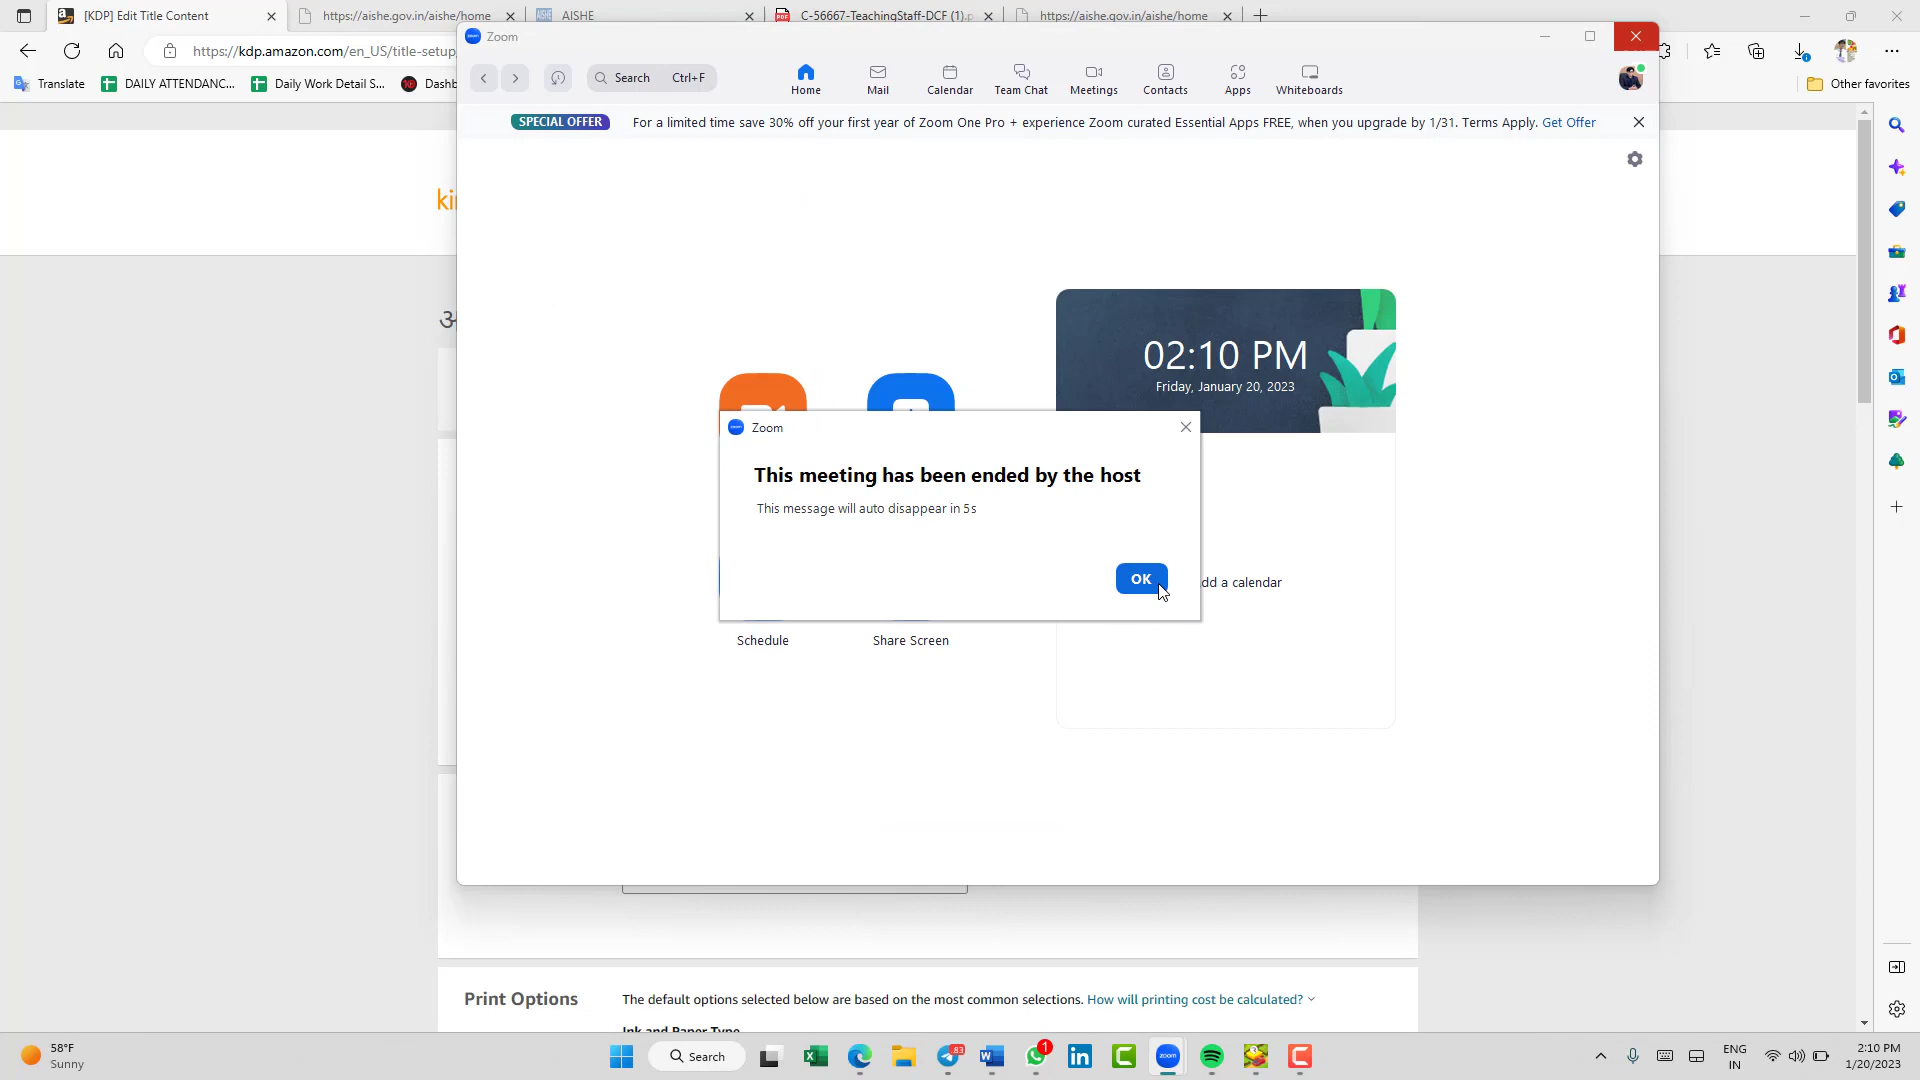 [KDP] Edit Title Content
https://aishe.gov.in/aishe/home
AISHE
C-56667-TeachingStaff-DCF (1).p
https://aishe.gov.in/aishe/home
https://kdp.amazon.com/en_US/title-setup
Translate
DAILY ATTENDANC...
Daily Work Detail S...
Other favorites
Zoom
Search Ctrl+F
Home
Mail
Calendar
Team Chat
Meetings
Contacts
Apps
Whiteboards
SPECIAL OFFER
For a limited time save 30% off your first year of Zoom One Pro + experience Zoom curated Essential Apps FREE, when you upgrade by 1/31. Terms Apply. Get Offer
02:10 PM
Friday, January 20, 2023
Zoom
This meeting has been ended by the host
This message will auto disappear in 5s
OK
dd a calendar
Schedule
Share Screen
Print Options
The default options selected below are based on the most common selections. How will printing cost be calculated?
Ink and Paper Type
58°F
Sunny
Search
83
1
zoom
ENG
IN
2:10 PM
1/20/2023